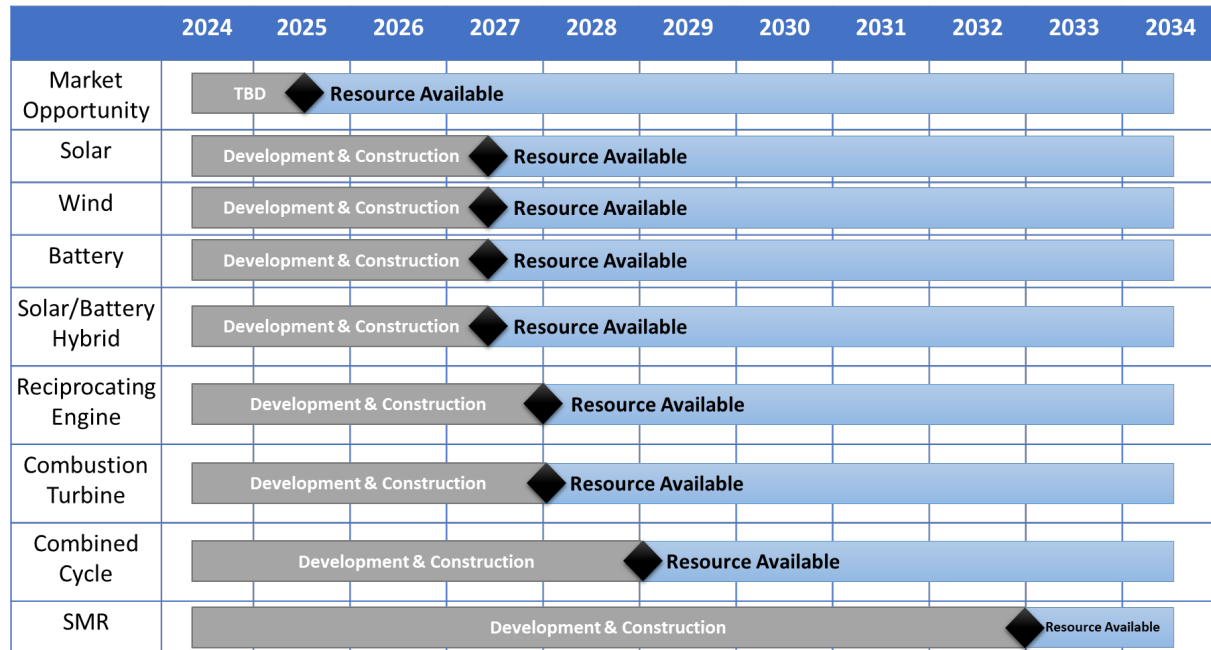 2024 2025 2026 2027 2028 2029 2030 2031 2032 2033 2034
Market
Opportunity
TBD
Resource Available
Solar
Development & Construction
Resource Available
Wind
Development & Construction
Resource Available
Battery
Development & Construction
Resource Available
Solar/Battery
Hybrid
Development & Construction
Resource Available
Reciprocating
Engine
Development & Construction
Resource Available
Combustion
Turbine
Development & Construction
Resource Available
Combined
Cycle
Development & Construction
Resource Available
SMR
Development & Construction
Resource Available